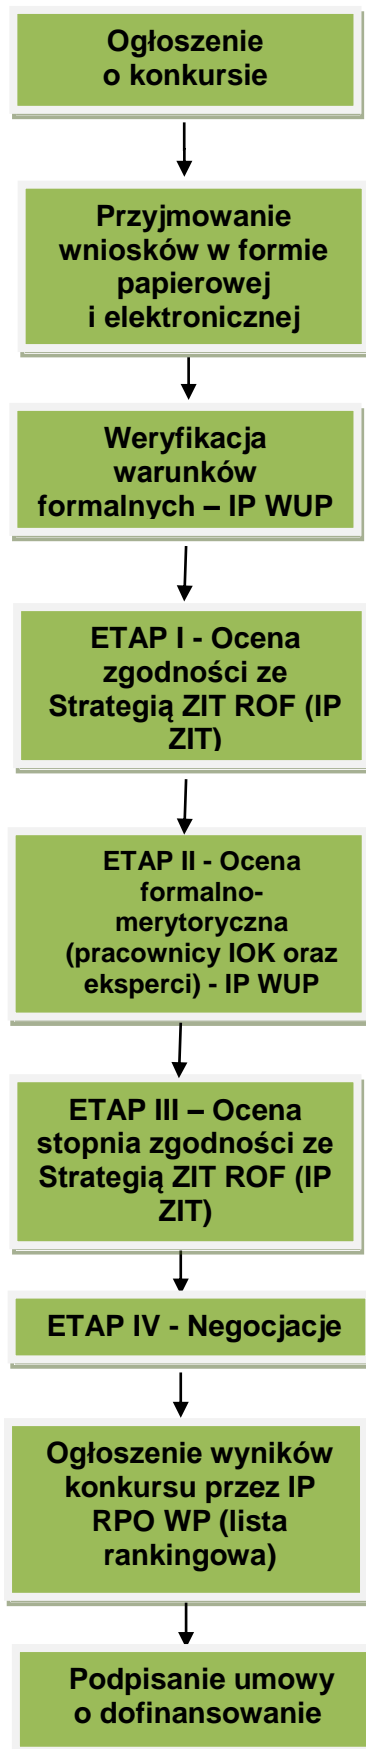 Ogłoszenie
o konkursie
Przyjmowanie
wniosków w formie
papierowej
i elektronicznej
Weryfikacja
warunków
formalnych – IP WUP
ETAP I - Ocena
zgodności ze
Strategią ZIT ROF (IP
ZIT)
ETAP II - Ocena
formalno-
merytoryczna
(pracownicy IOK oraz
eksperci) - IP WUP
ETAP III – Ocena
stopnia zgodności ze
Strategią ZIT ROF (IP
ZIT)
ETAP IV - Negocjacje
Ogłoszenie wyników
konkursu przez IP
RPO WP (lista
rankingowa)
Podpisanie umowy
o dofinansowanie